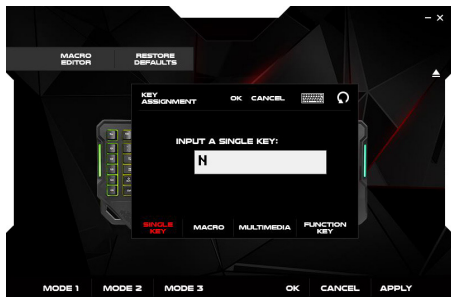 MACRO EDITOR
RESTORE DEFAULTS
KEY ASSIGNMENT
OK CANCEL
INPUT A SINGLE KEY:
N
SINGLE KEY
MACRO
MULTIMEDIA
FUNCTION KEY
MODE 1 MODE 2 MODE 3 OK CANCEL APPLY